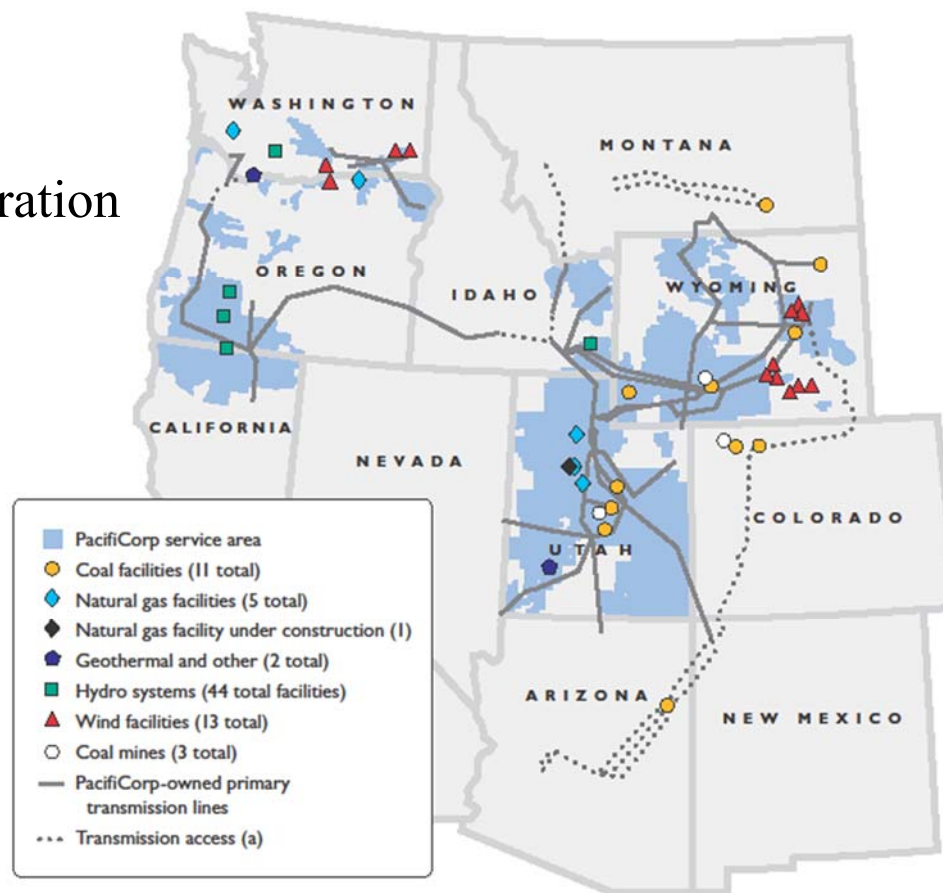 WASHINGTON
MONTANA
ration
OREGON
IDAHO
WYOMING
CALIFORNIA
NEVADA
UTAH
COLORADO
ARIZONA
NEW MEXICO
PacifiCorp service area
Coal facilities (11 total)
Natural gas facilities (5 total)
Natural gas facility under construction (1)
Geothermal and other (2 total)
Hydro systems (44 total facilities)
Wind facilities (13 total)
Coal mines (3 total)
PacifiCorp-owned primary
transmission lines
Transmission access (a)